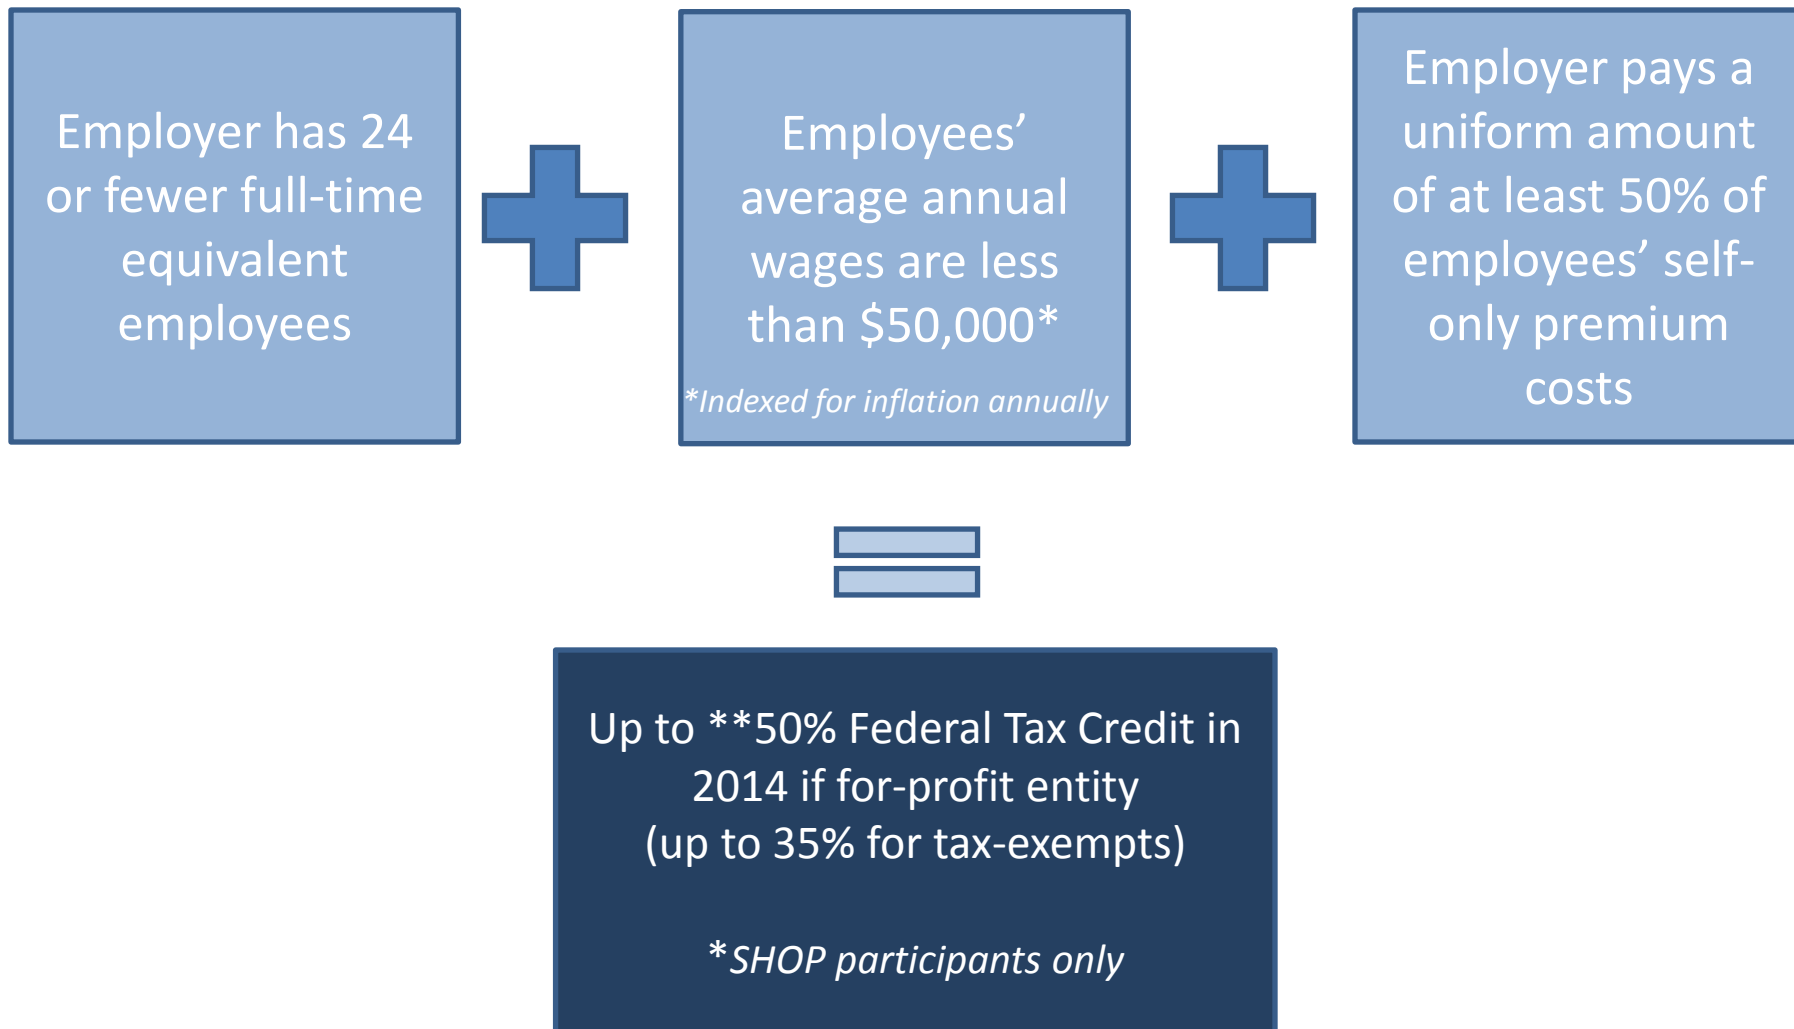 Employer has 24
or fewer full-time
equivalent
employees
Employees’
average annual
wages are less
than $50,000*
*Indexed for inflation annually
Employer pays a
uniform amount
of at least 50% of
employees’ self-
only premium
costs
Up to **50% Federal Tax Credit in
2014 if for-profit entity
(up to 35% for tax-exempts)
*SHOP participants only